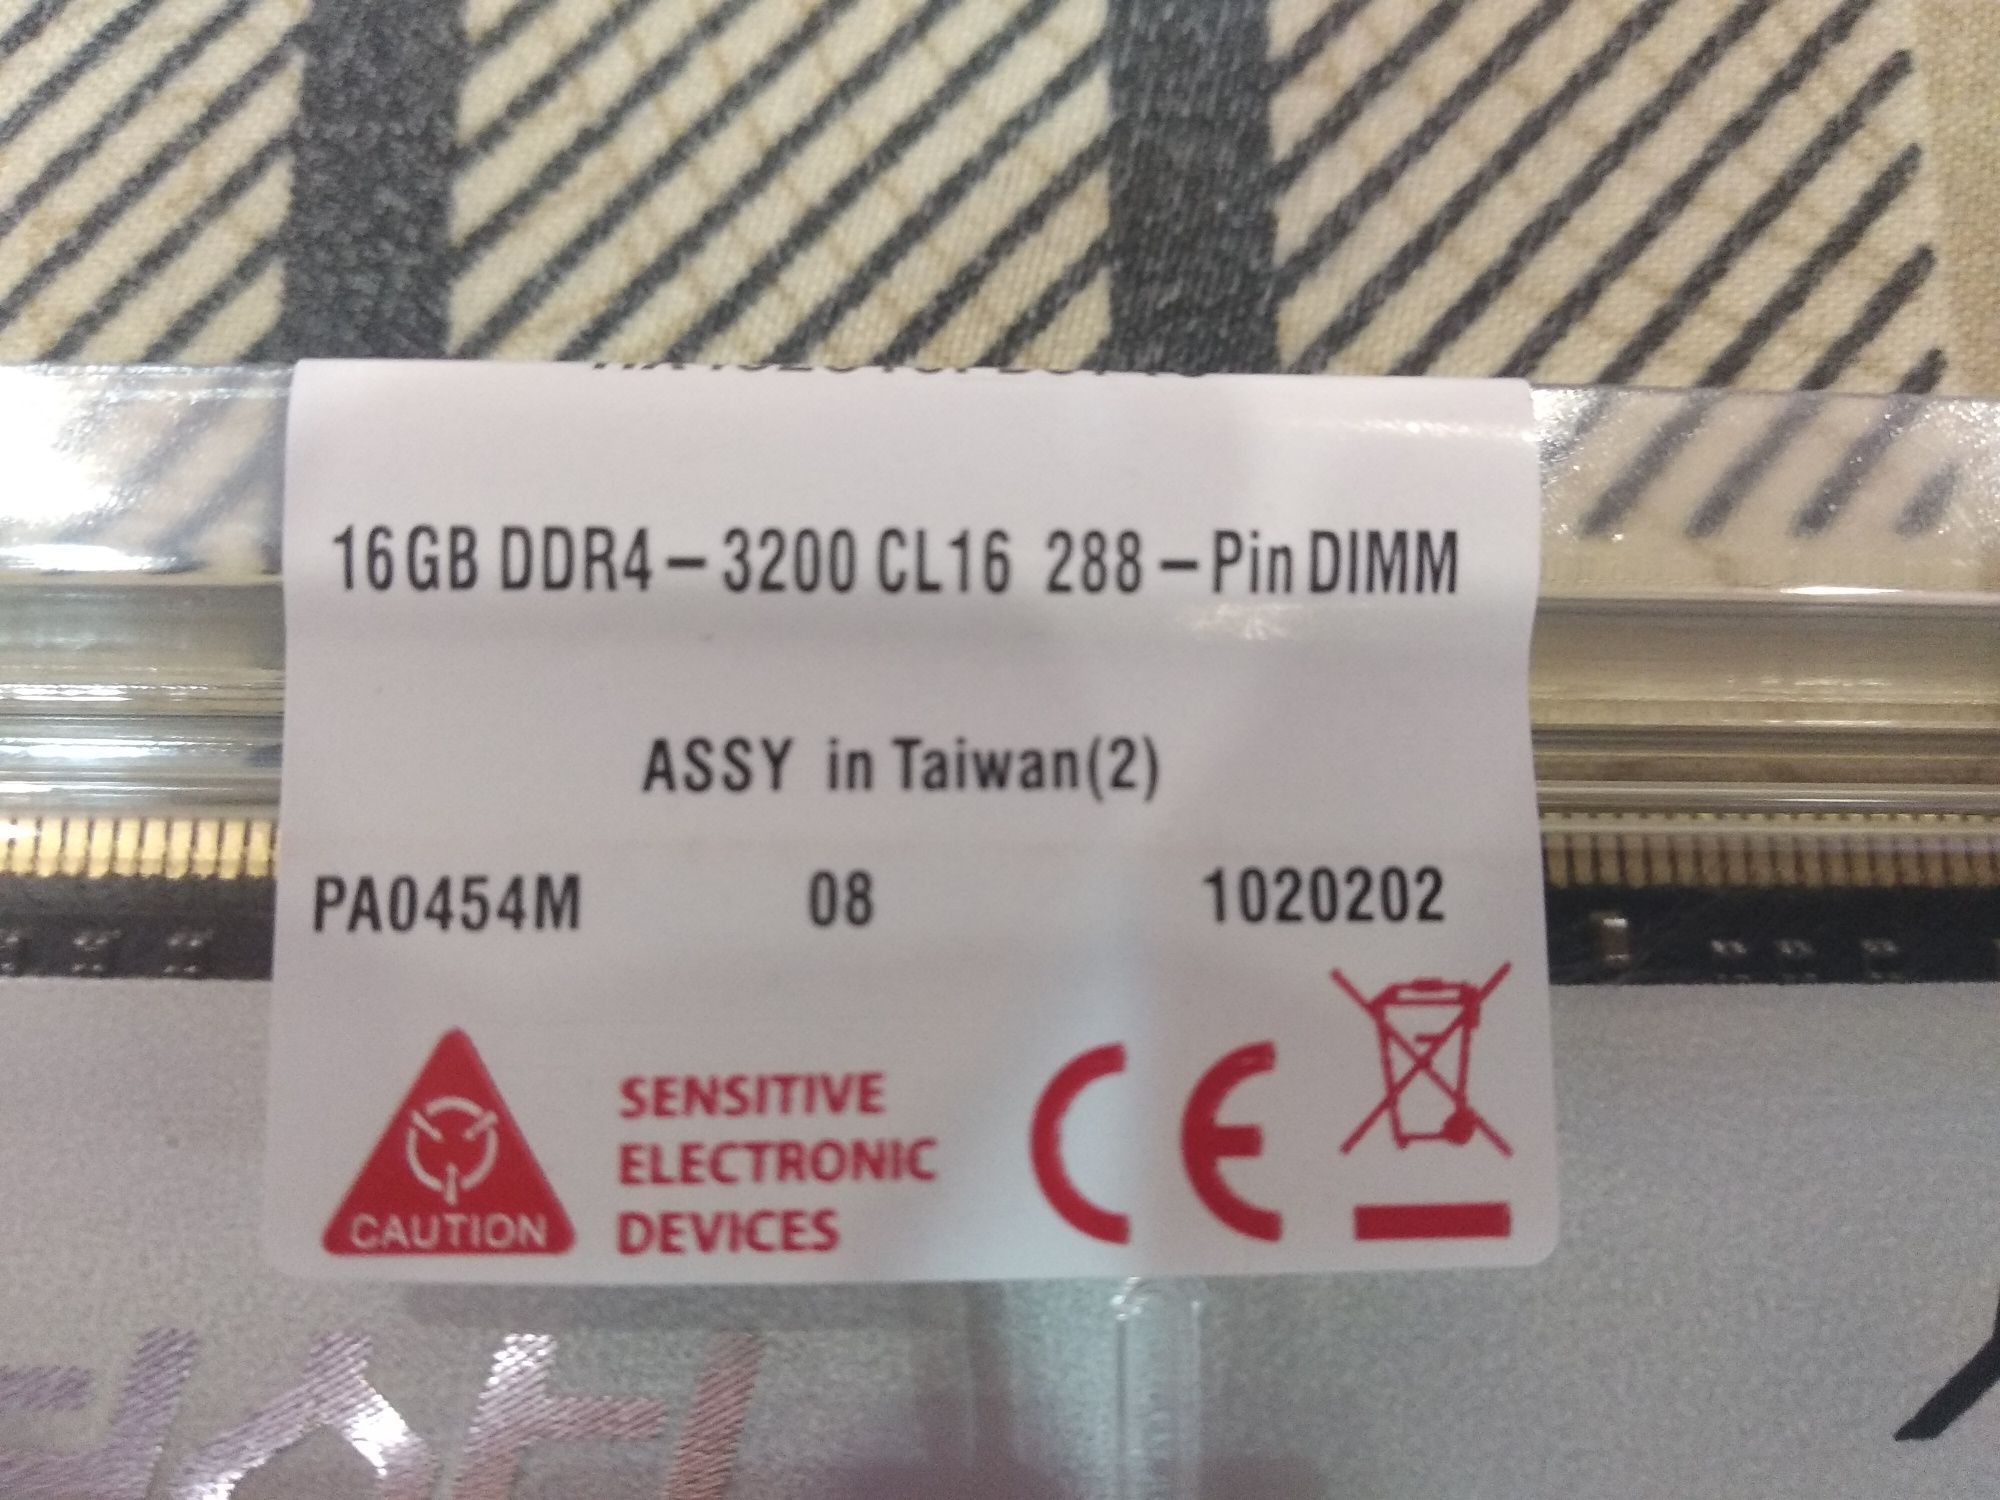 16GB DDR4-3200 CL16 288-Pin DIMM
ASSY in Taiwan(2)
PA0454M 08 1020202
CAUTION
SENSITIVE
ELECTRONIC
DEVICES
CE